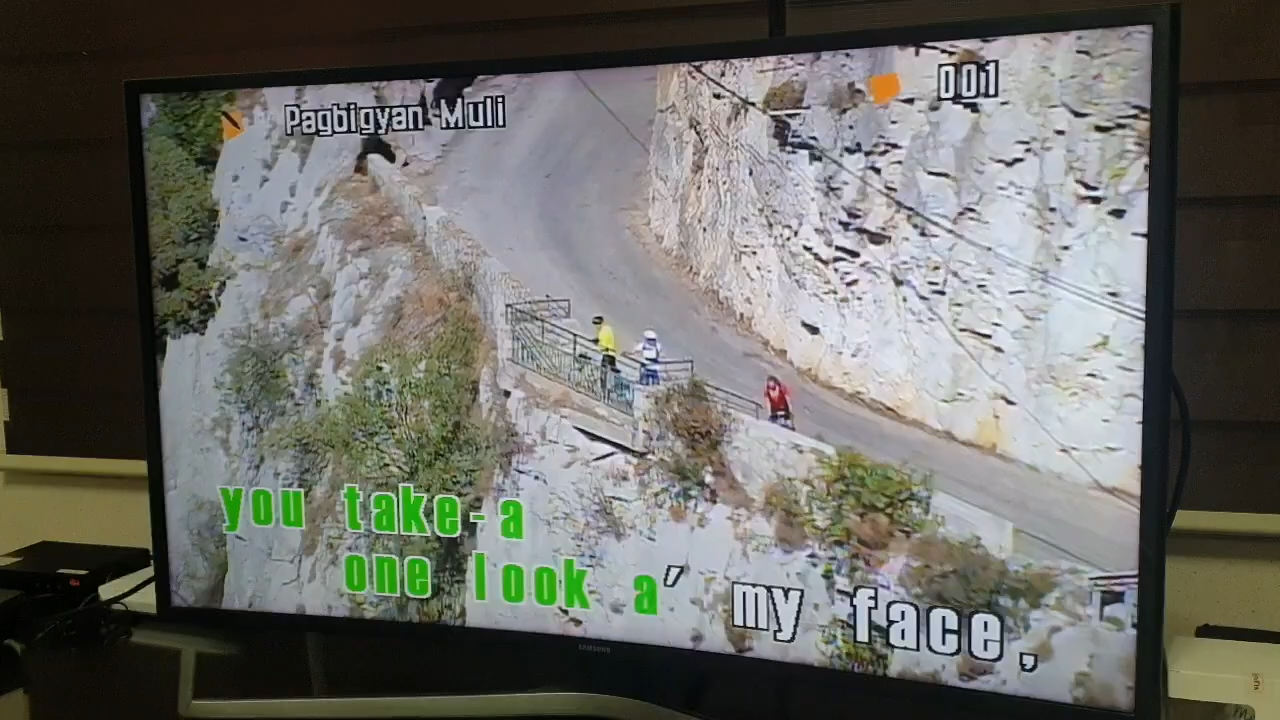 Pagbigyan Muli
001
you take-a
one look a' my face,
SAMSUNG